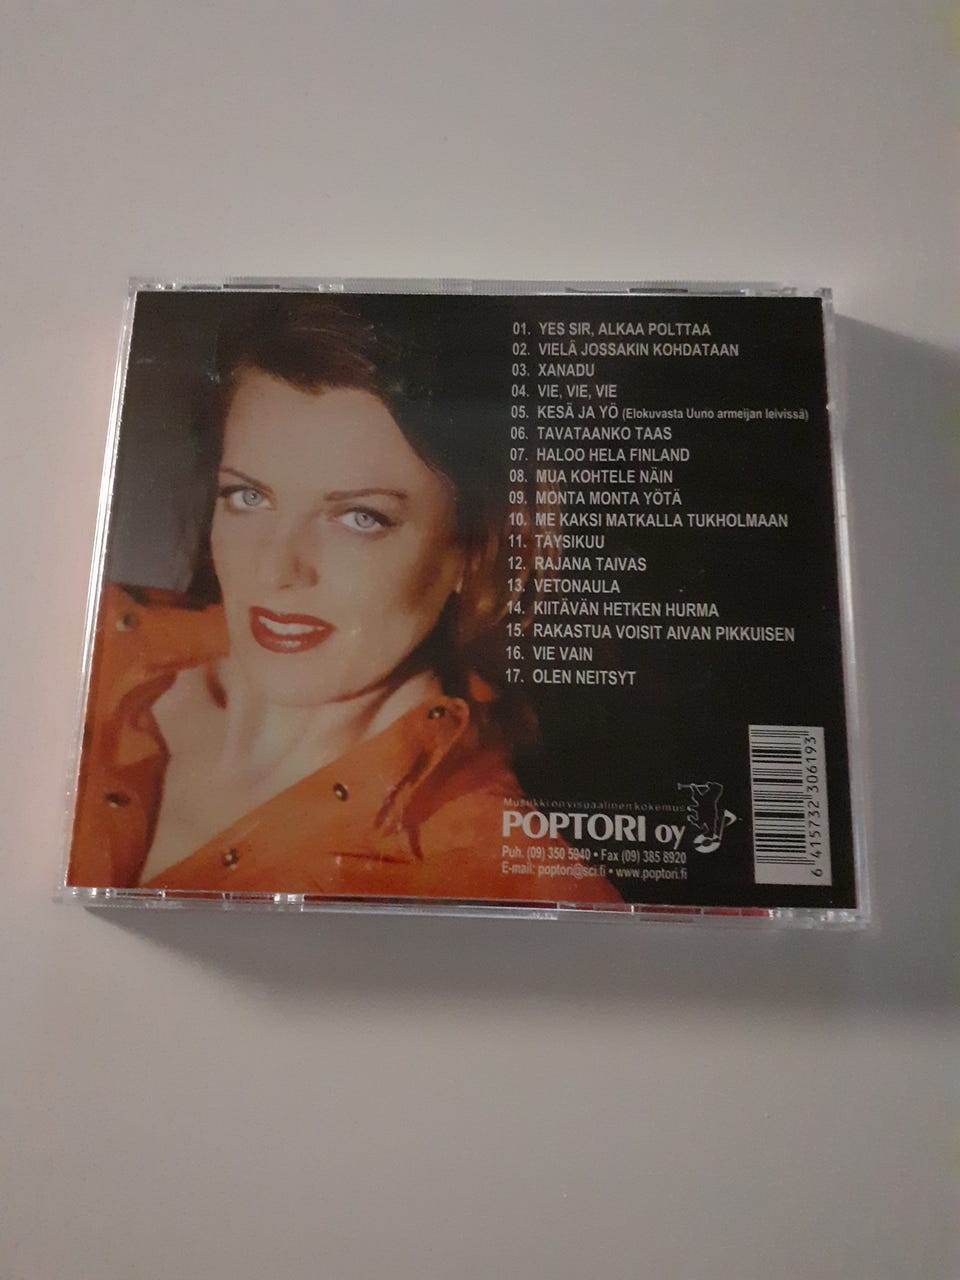 01. YES SIR, ALKAA POLTTAA
02. VIELÄ JOSSAKIN KOHDATAAN
03. XANADU
04. VIE, VIE, VIE
05. KESÄ JA YÖ (Elokuvasta Uuno armeijan leivissä)
06. TAVATAANKO TAAS
07. HALOO HELA FINLAND
08. MUA KOHTELE NÄIN
09. MONTA MONTA YÖTÄ
10. ME KAKSI MATKALLA TUKHOLMAAN
11. TÄYSIKUU
12. RAJANA TAIVAS
13. VETONAULA
14. KIITÄVÄN HETKEN HURMA
15. RAKASTUA VOISIT AIVAN PIKKUISEN
16. VIE VAIN
17. OLEN NEITSYT
Musiikki on visuaalinen kokemus
POPTORI oy
Puh. (09) 350 5940 • Fax (09) 385 8920
E-mail: poptori@sci.fi • www.poptori.fi
6 415732 306193